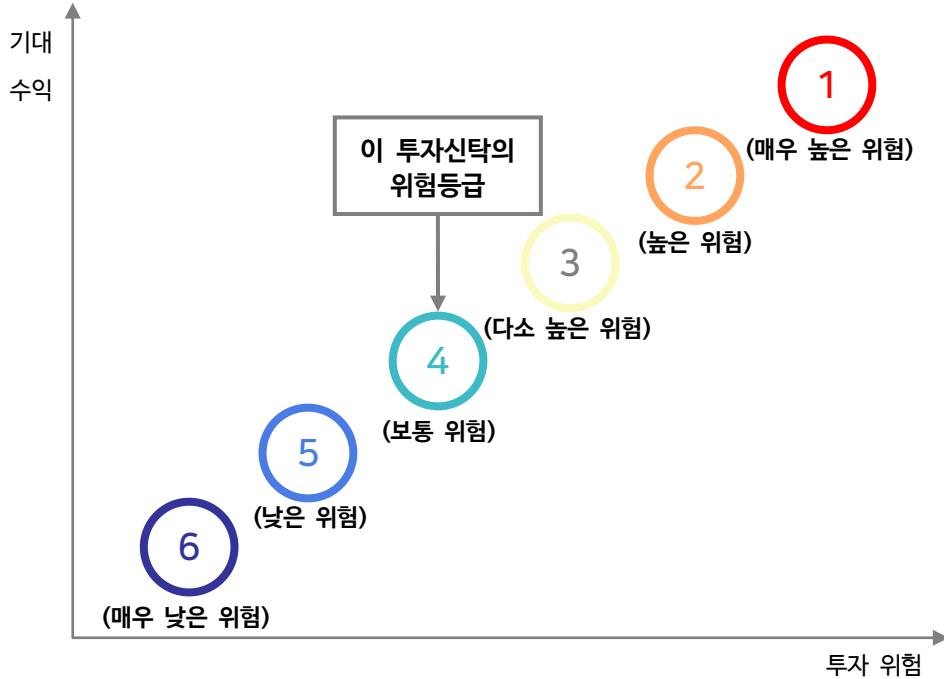 기대
수익
1
(매우 높은 위험)
이 투자신탁의
위험등급
2
(높은 위험)
3
(다소 높은 위험)
4
(보통 위험)
5
(낮은 위험)
6
(매우 낮은 위험)
투자 위험